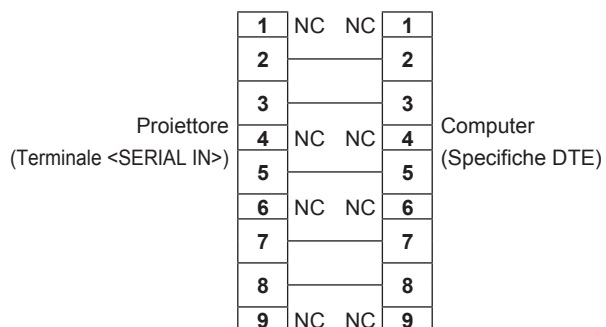 1 NC NC 1
2 2
3 3
Proiettore
(Terminale <SERIAL IN>)
4 NC NC 4
Computer
(Specifiche DTE)
5 5
6 NC NC 6
7 7
8 8
9 NC NC 9